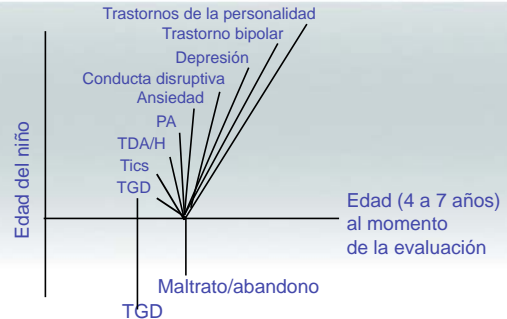 Trastornos de la personalidad
Trastorno bipolar
Depresión
Conducta disruptiva
Ansiedad
PA
TDA/H
Tics
TGD
Edad del niño
Edad (4 a 7 años)
al momento
de la evaluación
Maltrato/abandono
TGD